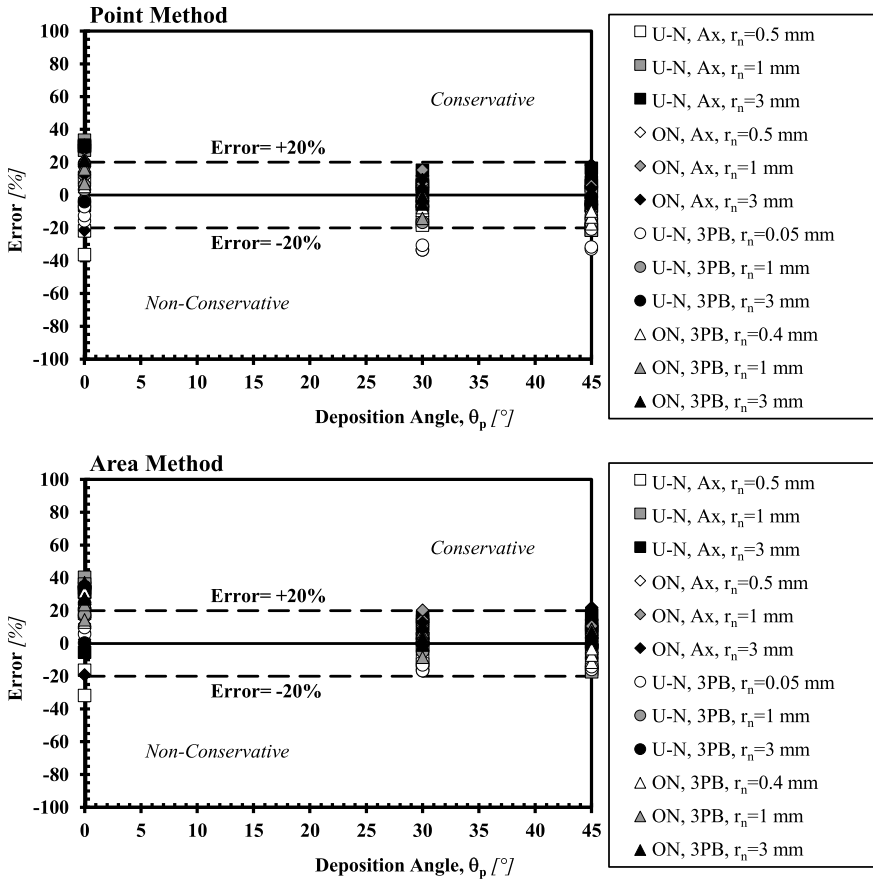 Point Method
100
80
60
40
20
0
-20
-40
-60
-80
-100
Error [%]
Conservative
Error= +20%
Error= -20%
Non-Conservative
0 5 10 15 20 25 30 35 40 45
Deposition Angle, θp [°]
U-N, Ax, rn=0.5 mm
U-N, Ax, rn=1 mm
U-N, Ax, rn=3 mm
ON, Ax, rn=0.5 mm
ON, Ax, rn=1 mm
ON, Ax, rn=3 mm
U-N, 3PB, rn=0.05 mm
U-N, 3PB, rn=1 mm
U-N, 3PB, rn=3 mm
ON, 3PB, rn=0.4 mm
ON, 3PB, rn=1 mm
ON, 3PB, rn=3 mm
Area Method
100
80
60
40
20
0
-20
-40
-60
-80
-100
Error [%]
Conservative
Error= +20%
Error= -20%
Non-Conservative
0 5 10 15 20 25 30 35 40 45
Deposition Angle, θp [°]
U-N, Ax, rn=0.5 mm
U-N, Ax, rn=1 mm
U-N, Ax, rn=3 mm
ON, Ax, rn=0.5 mm
ON, Ax, rn=1 mm
ON, Ax, rn=3 mm
U-N, 3PB, rn=0.05 mm
U-N, 3PB, rn=1 mm
U-N, 3PB, rn=3 mm
ON, 3PB, rn=0.4 mm
ON, 3PB, rn=1 mm
ON, 3PB, rn=3 mm